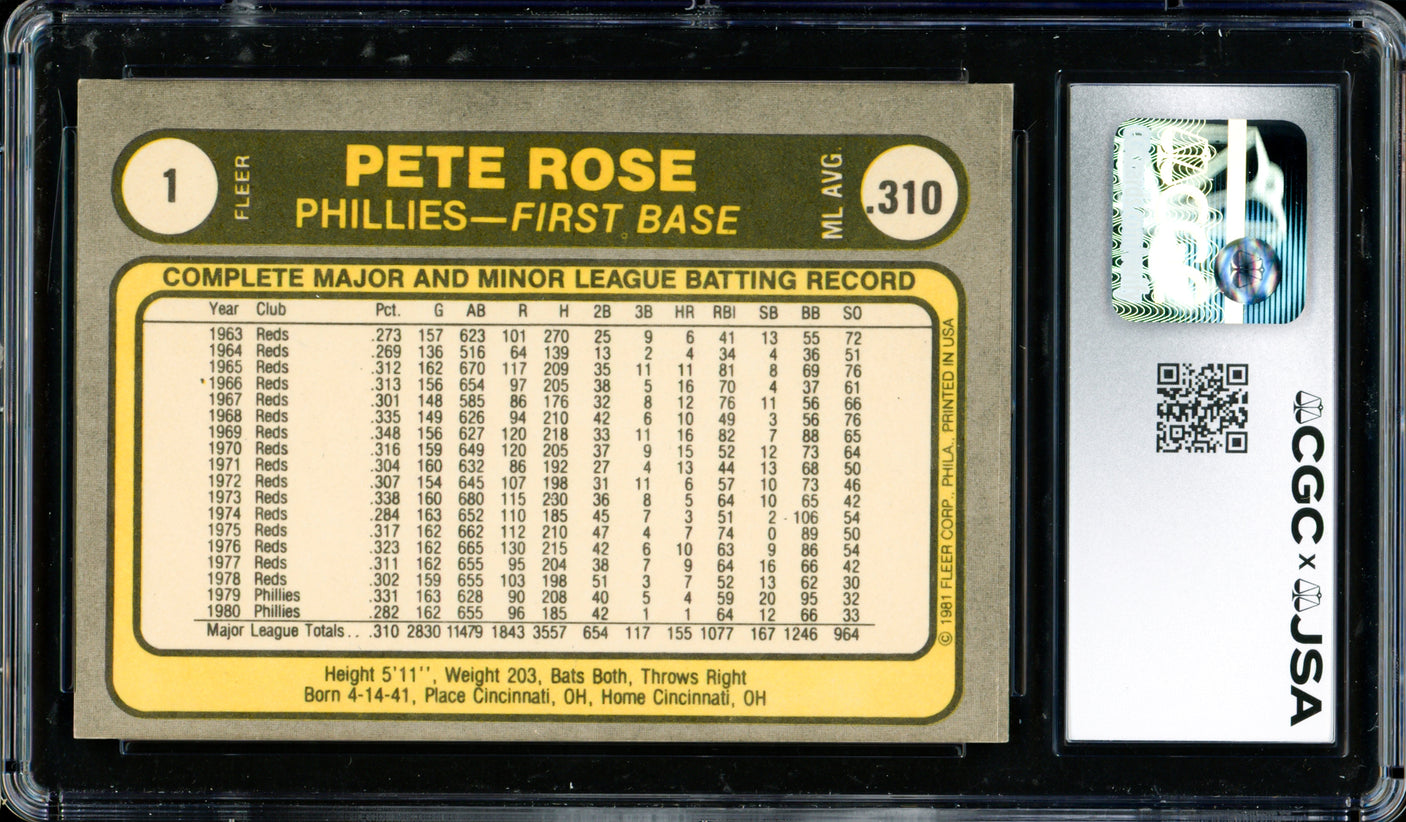 1 FLEER PETE ROSE ML AVG. .310
PHILLIES—FIRST BASE
COMPLETE MAJOR AND MINOR LEAGUE BATTING RECORD
Year Club Pct. G AB R H 2B 3B HR RBI SB BB SO
1963 Reds .273 157 623 101 270 25 9 6 41 13 55 72
1964 Reds .269 136 516 64 139 13 2 4 34 4 36 51
1965 Reds .312 162 670 117 209 35 11 11 81 8 69 76
1966 Reds .313 156 654 97 205 38 5 16 70 4 37 61
1967 Reds .301 148 585 86 176 32 8 12 76 11 56 66
1968 Reds .335 149 626 94 210 42 6 10 49 3 56 76
1969 Reds .348 156 627 120 218 33 11 16 82 7 88 65
1970 Reds .316 159 649 120 205 37 9 15 52 12 73 64
1971 Reds .304 160 632 86 192 27 4 13 44 13 68 50
1972 Reds .307 154 645 107 198 31 11 6 57 10 73 46
1973 Reds .338 160 680 115 230 36 8 5 64 10 65 42
1974 Reds .284 163 652 110 185 45 7 3 51 2 106 54
1975 Reds .317 162 662 112 210 47 4 7 74 0 89 50
1976 Reds .323 162 665 130 215 42 6 10 63 9 86 54
1977 Reds .311 162 655 95 204 38 7 9 64 16 66 42
1978 Reds .302 159 655 103 198 51 3 7 52 13 62 30
1979 Phillies .331 163 628 90 208 40 5 4 59 20 95 32
1980 Phillies .282 162 655 96 185 42 1 1 64 12 66 33
Major League Totals . . . .310 2830 11479 1843 3557 654 117 155 1077 167 1246 964
Height 5'11'', Weight 203, Bats Both, Throws Right
Born 4-14-41, Place Cincinnati, OH, Home Cincinnati, OH
© 1981 FLEER CORP., PHILA., PRINTED IN USA
CGC x JSA